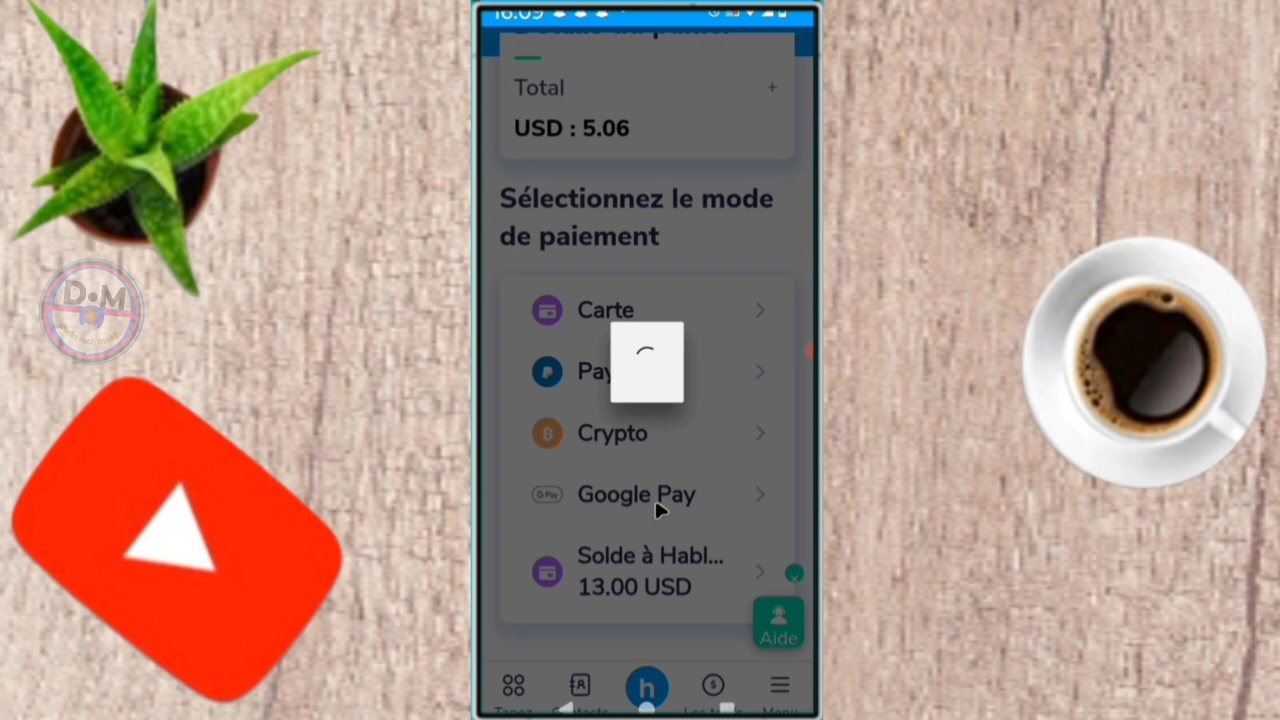 16:09
Total
+
USD : 5.06
Sélectionnez le mode
de paiement
Carte
Crypto
G Pay
Google Pay
Solde à Habl...
13.00 USD
Aide
h
D•M